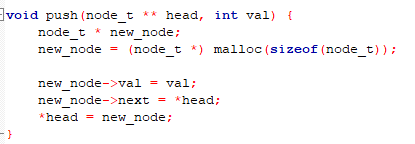 void push(node_t ** head, int val) {
    node_t * new_node;
    new_node = (node_t *) malloc(sizeof(node_t));

    new_node->val = val;
    new_node->next = *head;
    *head = new_node;
}